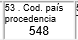 53 . Cod. país
procedencia
548